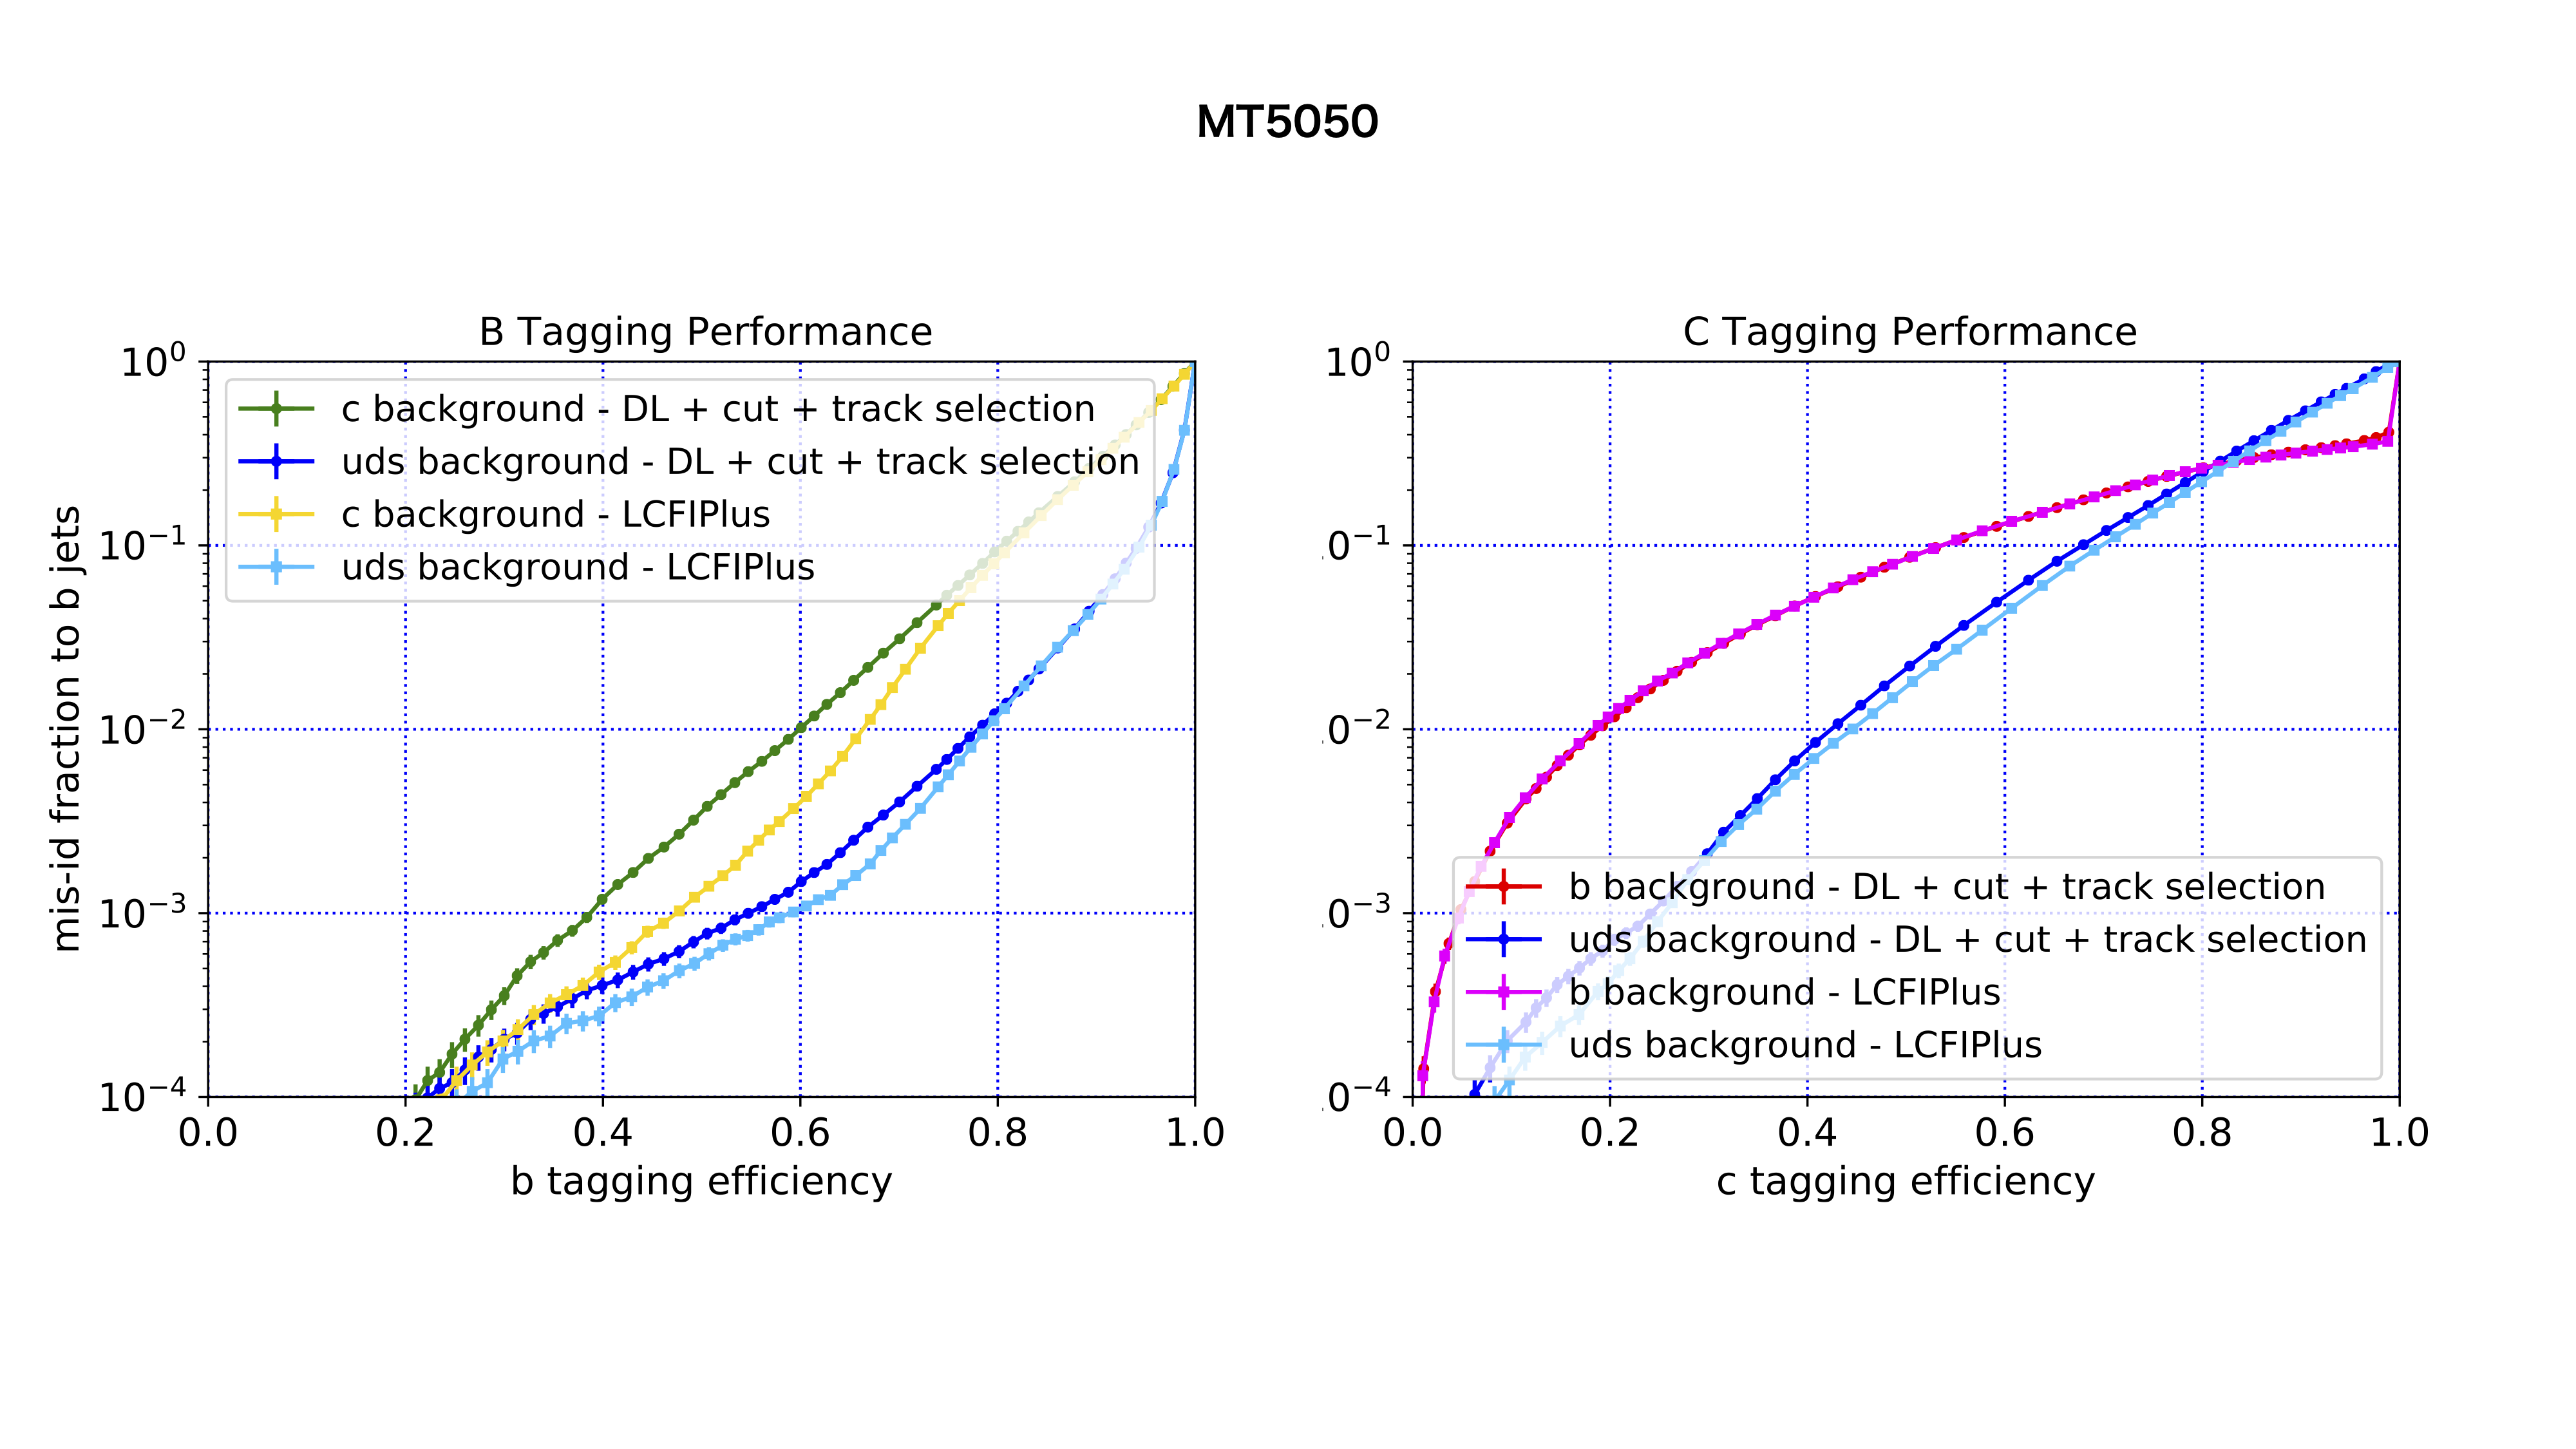 MT5050
B Tagging Performance
10⁰
10⁻¹
10⁻²
10⁻³
10⁻⁴
mis-id fraction to b jets
c background - DL + cut + track selection
uds background - DL + cut + track selection
c background - LCFIPlus
uds background - LCFIPlus
0.0 0.2 0.4 0.6 0.8 1.0
b tagging efficiency
C Tagging Performance
10⁰
0⁻¹
0⁻²
0⁻³
0⁻⁴
b background - DL + cut + track selection
uds background - DL + cut + track selection
b background - LCFIPlus
uds background - LCFIPlus
0.0 0.2 0.4 0.6 0.8 1.0
c tagging efficiency